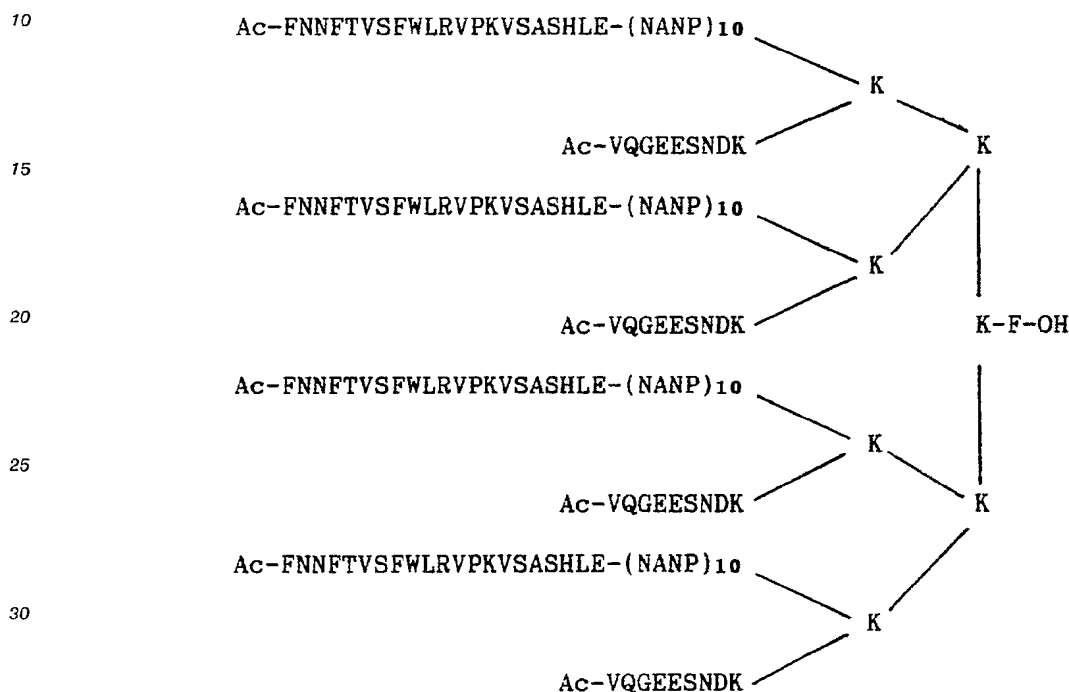 10 Ac-FNNFTVSFWLRVPKVSASHLE-(NANP)10
K
Ac-VQGEESNDK K
15
Ac-FNNFTVSFWLRVPKVSASHLE-(NANP)10
K
20 Ac-VQGEESNDK K-F-OH
Ac-FNNFTVSFWLRVPKVSASHLE-(NANP)10
K
25
Ac-VQGEESNDK K
Ac-FNNFTVSFWLRVPKVSASHLE-(NANP)10
30
K
Ac-VQGEESNDK